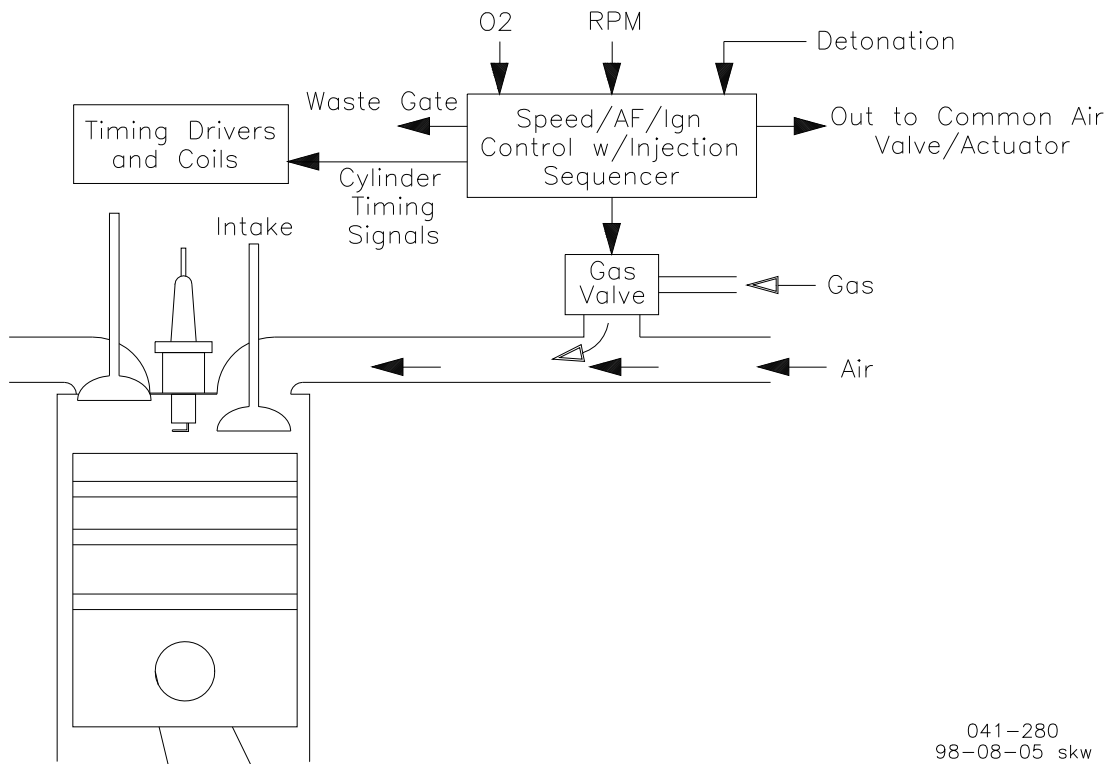 O2
RPM
Detonation
Waste Gate
Speed/AF/Ign
Control w/Injection
Sequencer
Out to Common Air
Valve/Actuator
Timing Drivers
and Coils
Cylinder
Timing
Signals
Intake
Gas
Valve
Gas
Air
041-280
98-08-05 skw